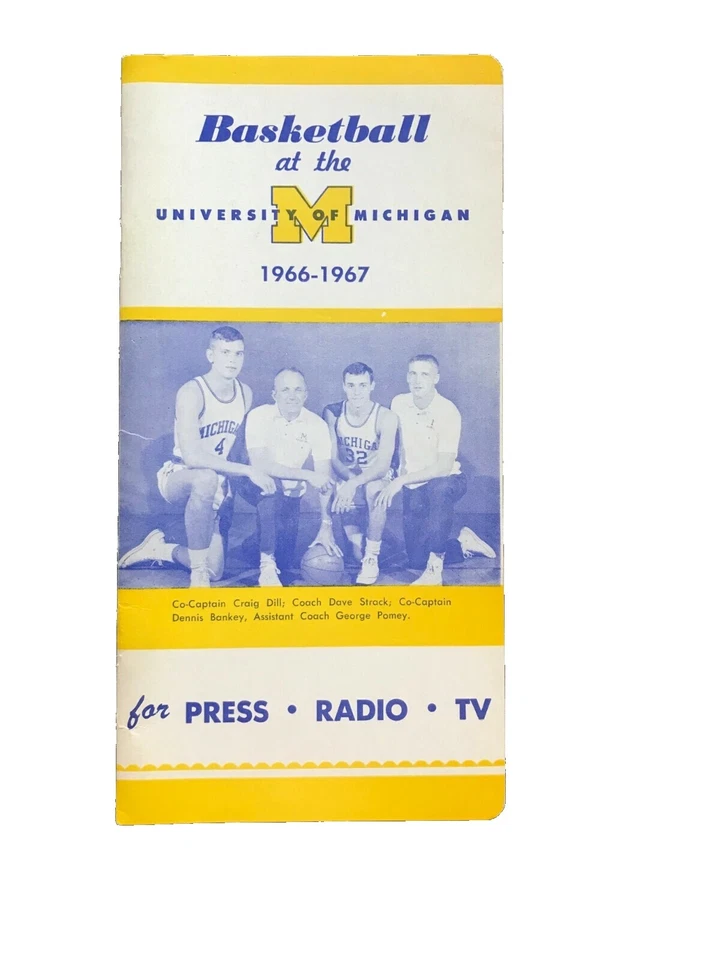 Basketball
at the
UNIVERSITY OF MICHIGAN
M
1966-1967
MICHIGAN
4
MICHIGA
32
Co-Captain Craig Dill; Coach Dave Strack; Co-Captain
Dennis Bankey, Assistant Coach George Pomey.
for PRESS • RADIO • TV